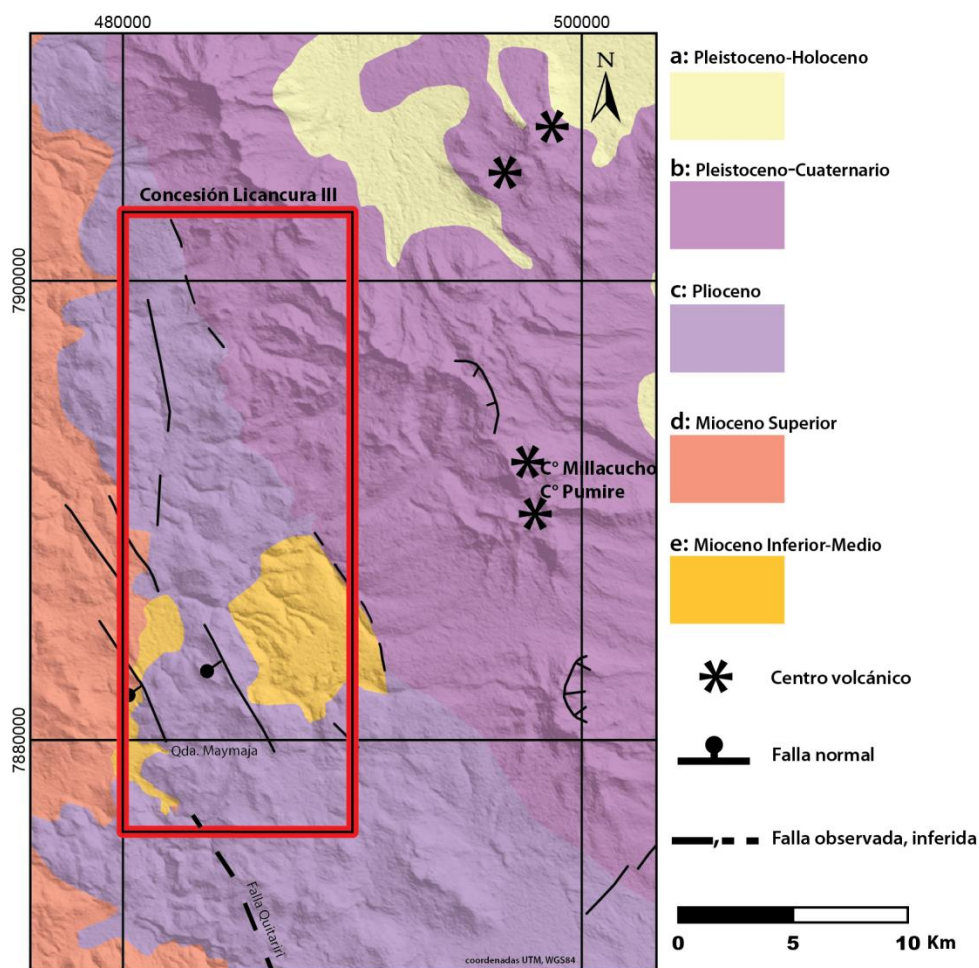 480000
500000
N
Concesión Licancura III
7900000
C° Millacucho
C° Pumire
7880000
Qda. Maymaja
Falla Quitariri
coordenadas UTM, WGS84
a: Pleistoceno-Holoceno
b: Pleistoceno-Cuaternario
c: Plioceno
d: Mioceno Superior
e: Mioceno Inferior-Medio
Centro volcánico
Falla normal
Falla observada, inferida
0 5 10 Km